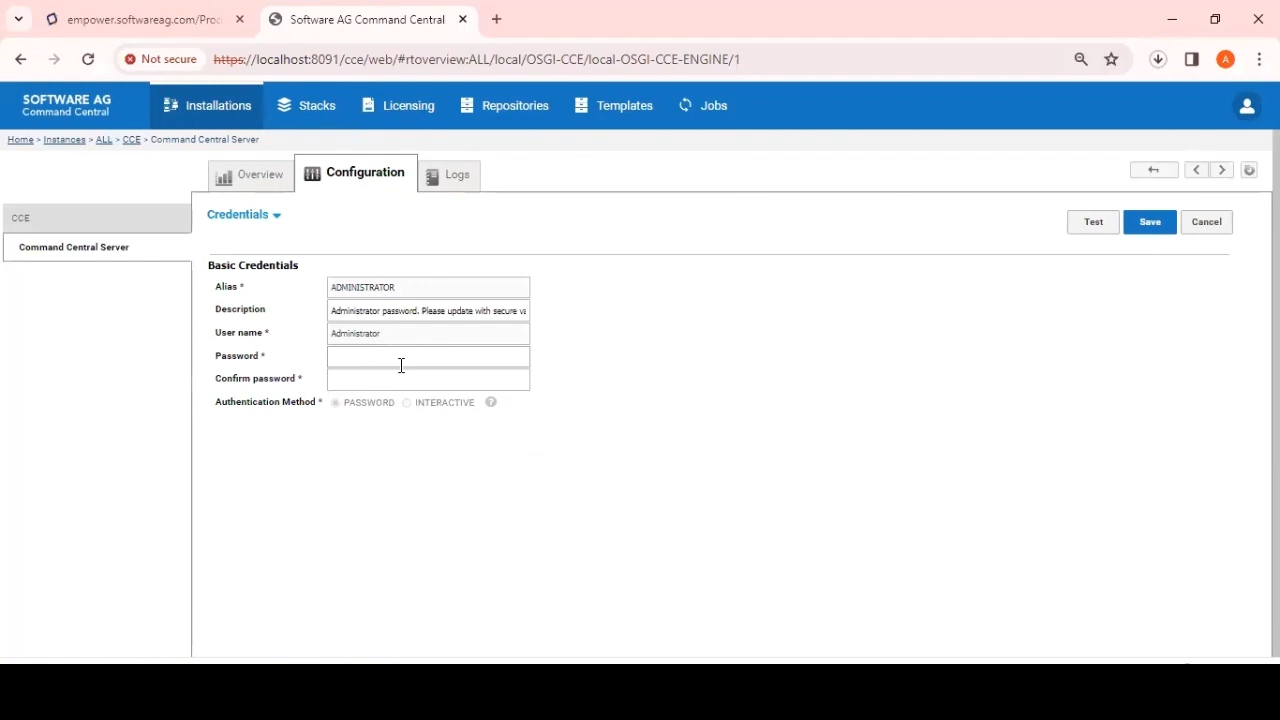 empower.softwareag.com/Proc
Software AG Command Central
Not secure
https://localhost:8091/cce/web/#rtoverview:ALL/local/OSGI-CCE/local-OSGI-CCE-ENGINE/1
A
SOFTWARE AG
Command Central
Installations
Stacks
Licensing
Repositories
Templates
Jobs
Home > Instances > ALL > CCE > Command Central Server
Overview
Configuration
Logs
CCE
Command Central Server
Credentials
Test
Save
Cancel
Basic Credentials
Alias * ADMINISTRATOR
Description Administrator password. Please update with secure va
User name * Administrator
Password *
Confirm password *
Authentication Method * PASSWORD INTERACTIVE ?